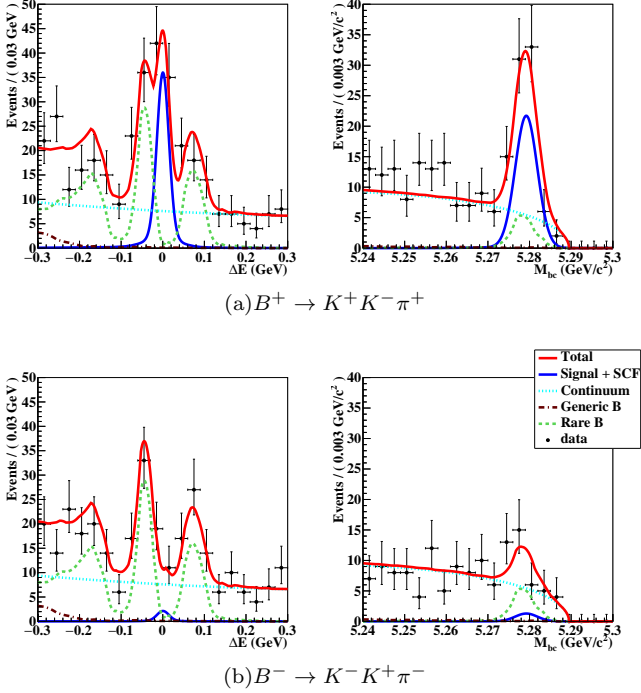 Events / ( 0.03 GeV )
50
45
40
35
30
25
20
15
10
5
0
−0.3 −0.2 −0.1 0 0.1 0.2 0.3
ΔE (GeV)
Events / ( 0.003 GeV/c²)
50
45
40
35
30
25
20
15
10
5
0
5.24 5.25 5.26 5.27 5.28 5.29 5.3
M_bc (GeV/c²)
(a)B⁺ → K⁺K⁻π⁺
Events / ( 0.03 GeV )
50
45
40
35
30
25
20
15
10
5
0
−0.3 −0.2 −0.1 0 0.1 0.2 0.3
ΔE (GeV)
Events / ( 0.003 GeV/c²)
50
45
40
35
30
25
20
15
10
5
0
5.24 5.25 5.26 5.27 5.28 5.29 5.3
M_bc (GeV/c²)
Total
Signal + SCF
Continuum
Generic B
Rare B
data
(b)B⁻ → K⁻K⁺π⁻